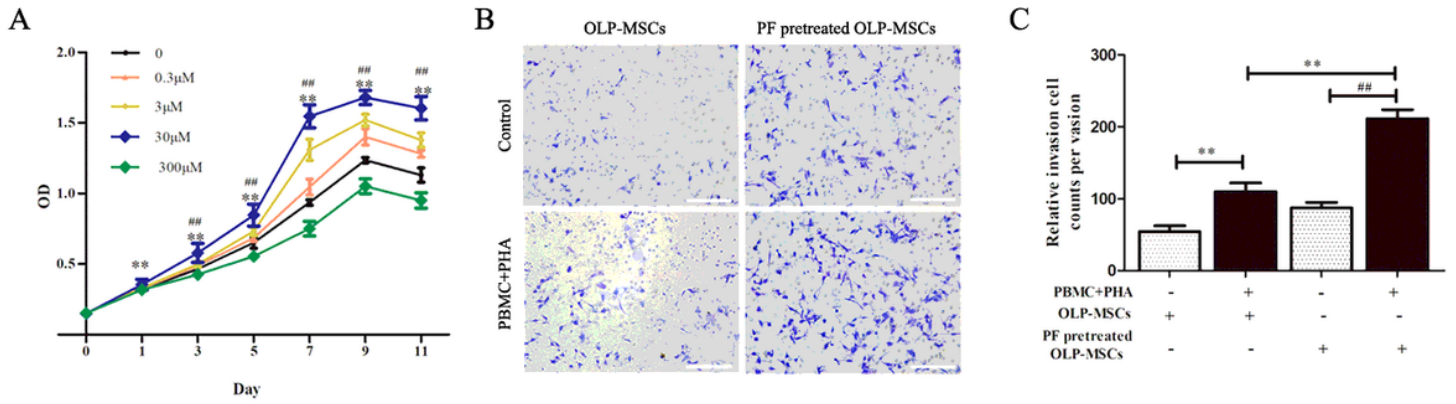 A
2.0
1.5
1.0
0.5
OD
0
0.3μM
3μM
30μM
300μM
**
##
**
##
**
##
**
##
**
##
**
0
1
3
5
7
9
11
Day
B
OLP-MSCs
PF pretreated OLP-MSCs
Control
PBMC+PHA
C
Relative invasion cell
counts per vasion
300
200
100
0
**
**
##
PBMC+PHA - + - +
OLP-MSCs + + - -
PF pretreated
OLP-MSCs - - + +